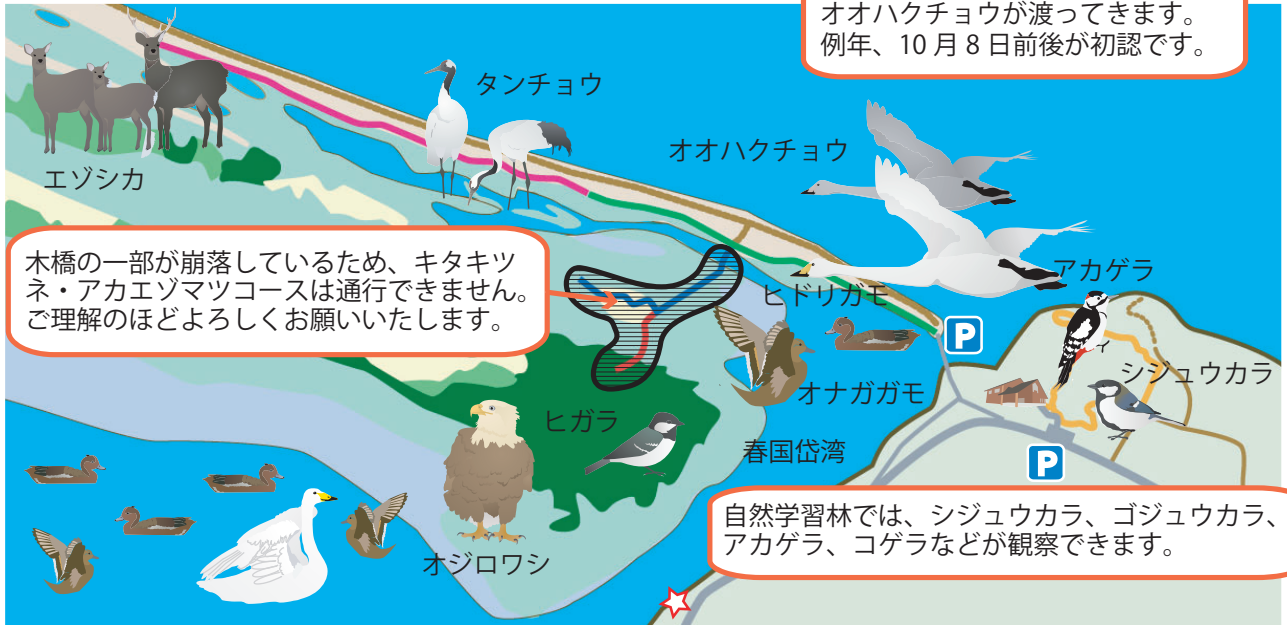 オオハクチョウが渡ってきます。
例年、10 月 8 日前後が初認です。
タンチョウ
オオハクチョウ
エゾシカ
木橋の一部が崩落しているため、キタキツ
ネ・アカエゾマツコースは通行できません。
ご理解のほどよろしくお願いいたします。
アカゲラ
ヒドリガモ
P
シジュウカラ
オナガガモ
ヒガラ
春国岱湾
P
自然学習林では、シジュウカラ、ゴジュウカラ、
アカゲラ、コゲラなどが観察できます。
オジロワシ